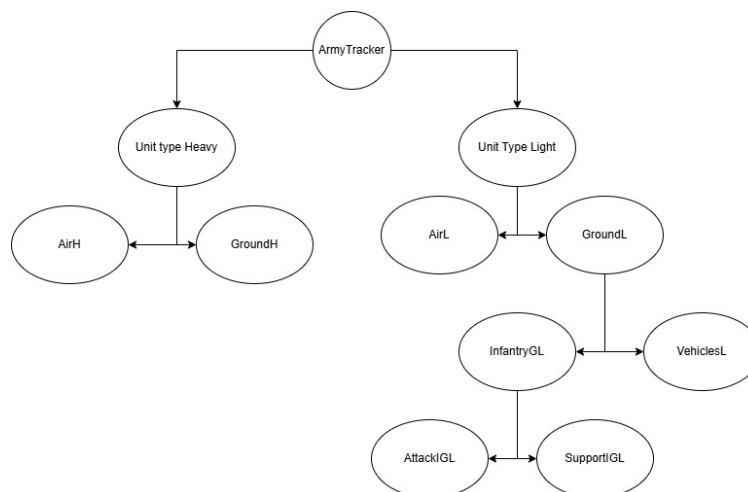 ArmyTracker
Unit type Heavy
Unit Type Light
AirH
GroundH
AirL
GroundL
InfantryGL
VehiclesL
AttackIGL
SupportIGL